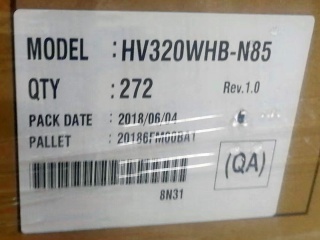 MODEL : HV320WHB-N85
QTY : 272 Rev.1.0
PACK DATE : 2018/06/04
PALLET : 20186FM00BA1
(QA)
8N31